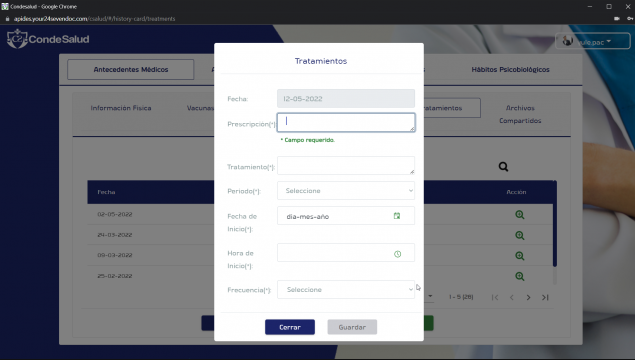 Condesalud - Google Chrome
apides.your24sevendoc.com/csalud/#/history-card/treatments
CondeSalud
Tratamientos
Antecedentes Médicos
Hábitos Psicobiológicos
Información Física
Vacunas
Tratamientos
Archivos
Compartidos
Fecha:
12-05-2022
Prescripción(*):
* Campo requerido.
Tratamiento(*):
Periodo(*):
Seleccione
Fecha de
Inicio(*):
día-mes-año
Hora de
Inicio(*):
Frecuencia(*):
Seleccione
Cerrar
Guardar
Fecha
Acción
02-05-2022
24-03-2022
09-03-2022
25-02-2022
1 - 5 (26)